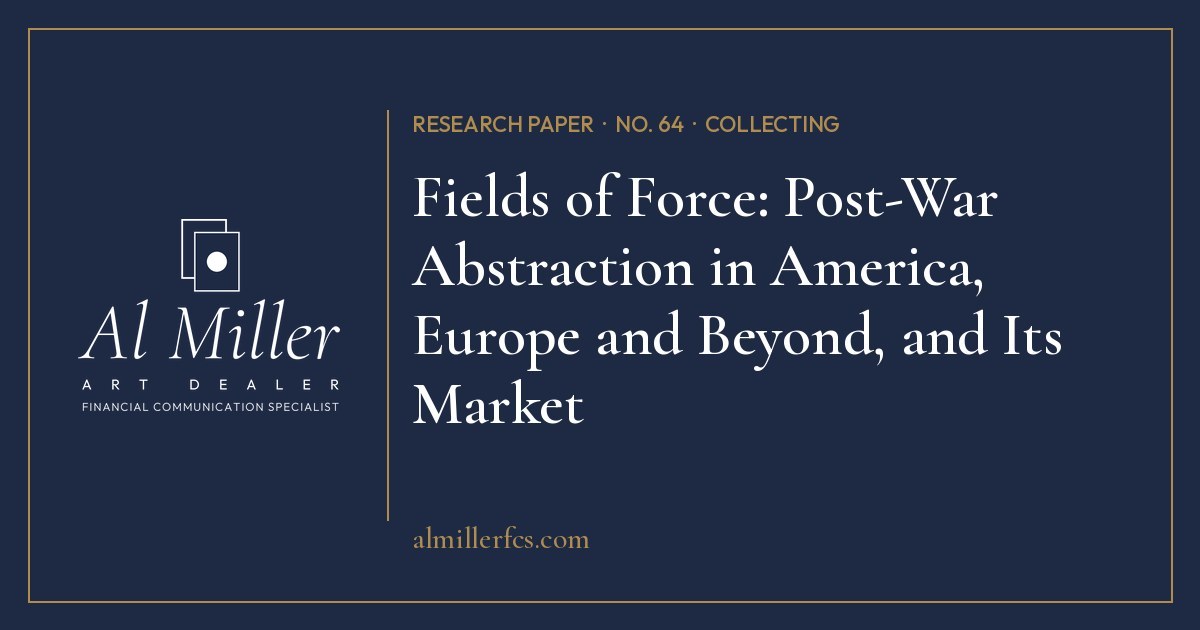 Al Miller
ART DEALER
FINANCIAL COMMUNICATION SPECIALIST
RESEARCH PAPER · NO. 64 · COLLECTING
Fields of Force: Post-War
Abstraction in America,
Europe and Beyond, and Its
Market
almillerfcs.com